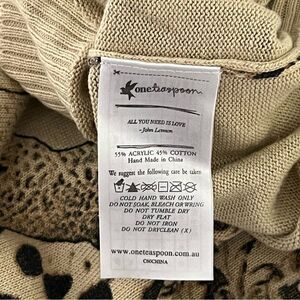 oneteaspoon
ALL YOU NEED IS LOVE
- John Lennon
55% ACRYLIC 45% COTTON
Hand Made in China
We suggest the following care be taken
COLD HAND WASH ONLY
DO NOT SOAK, BLEACH OR WRING
DO NOT TUMBLE DRY
DRY FLAT
DO NOT IRON
DO NOT DRYCLEAN (X)
www.oneteaspoon.com.au